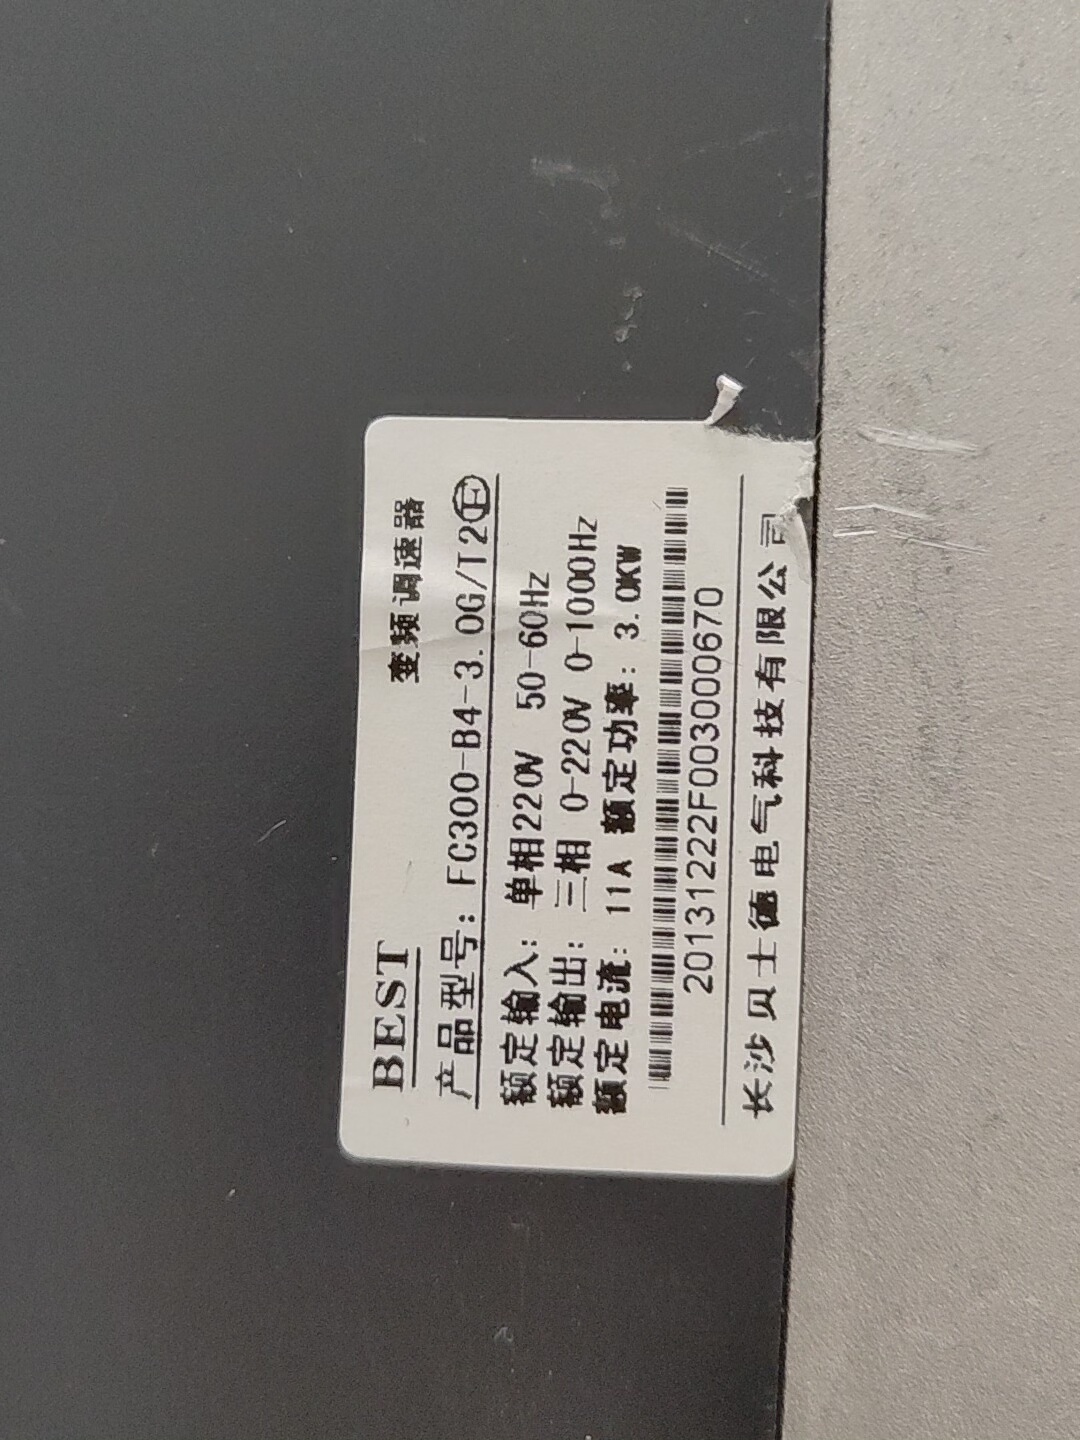 BEST 变频调速器
产品型号: FC300-B4-3.0G/T2Ⓔ
额定输入: 单相220V 50-60Hz
额定输出: 三相 0-220V 0-1000Hz
额定电流: 11A 额定功率: 3.0KW
20131222F003000670
长沙贝士德电气科技有限公司